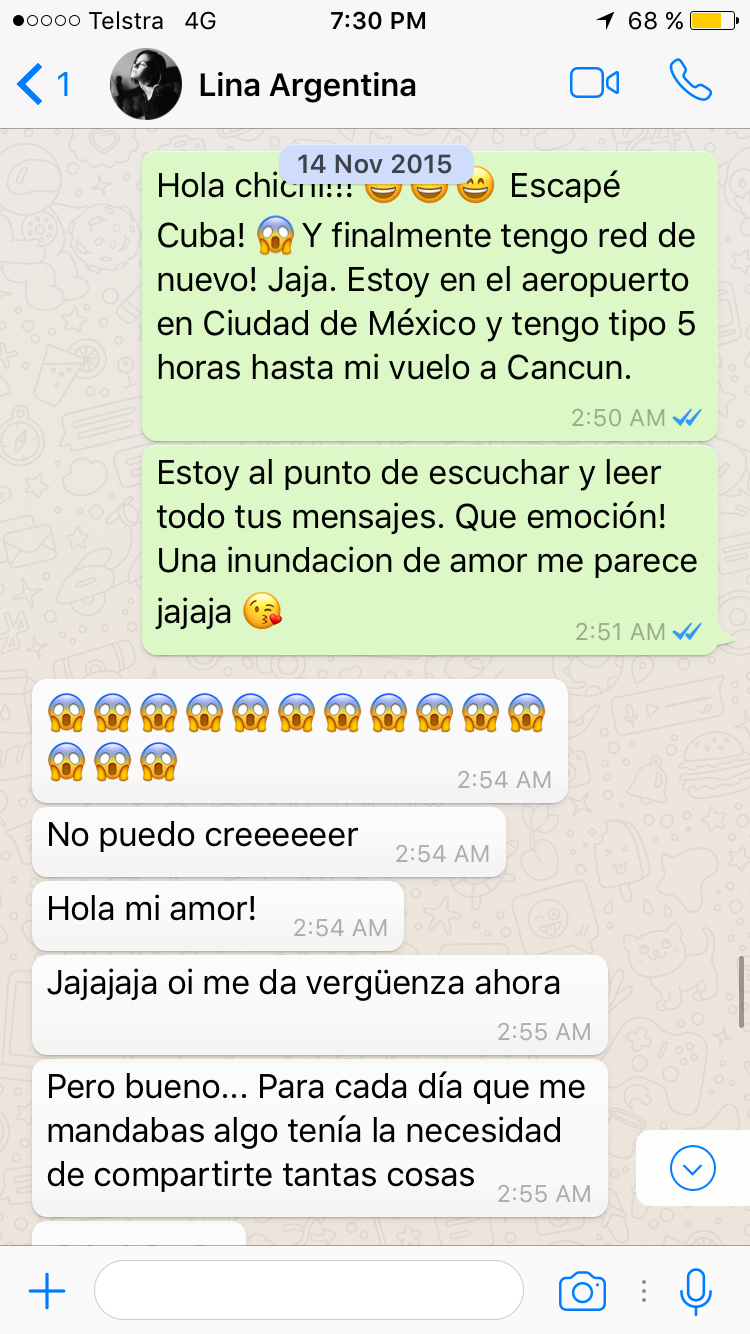 Telstra 4G 7:30 PM 68 %
1 Lina Argentina
14 Nov 2015
Hola chichi!!! 😄😄😄 Escapé
Cuba! 😱 Y finalmente tengo red de
nuevo! Jaja. Estoy en el aeropuerto
en Ciudad de México y tengo tipo 5
horas hasta mi vuelo a Cancun.
2:50 AM
Estoy al punto de escuchar y leer
todo tus mensajes. Que emoción!
Una inundacion de amor me parece
jajaja 😘
2:51 AM
😱😱😱😱😱😱😱😱😱😱😱
😱😱😱
2:54 AM
No puedo creeeeeer
2:54 AM
Hola mi amor!
2:54 AM
Jajajaja oi me da vergüenza ahora
2:55 AM
Pero bueno... Para cada día que me
mandabas algo tenía la necesidad
de compartirte tantas cosas
2:55 AM